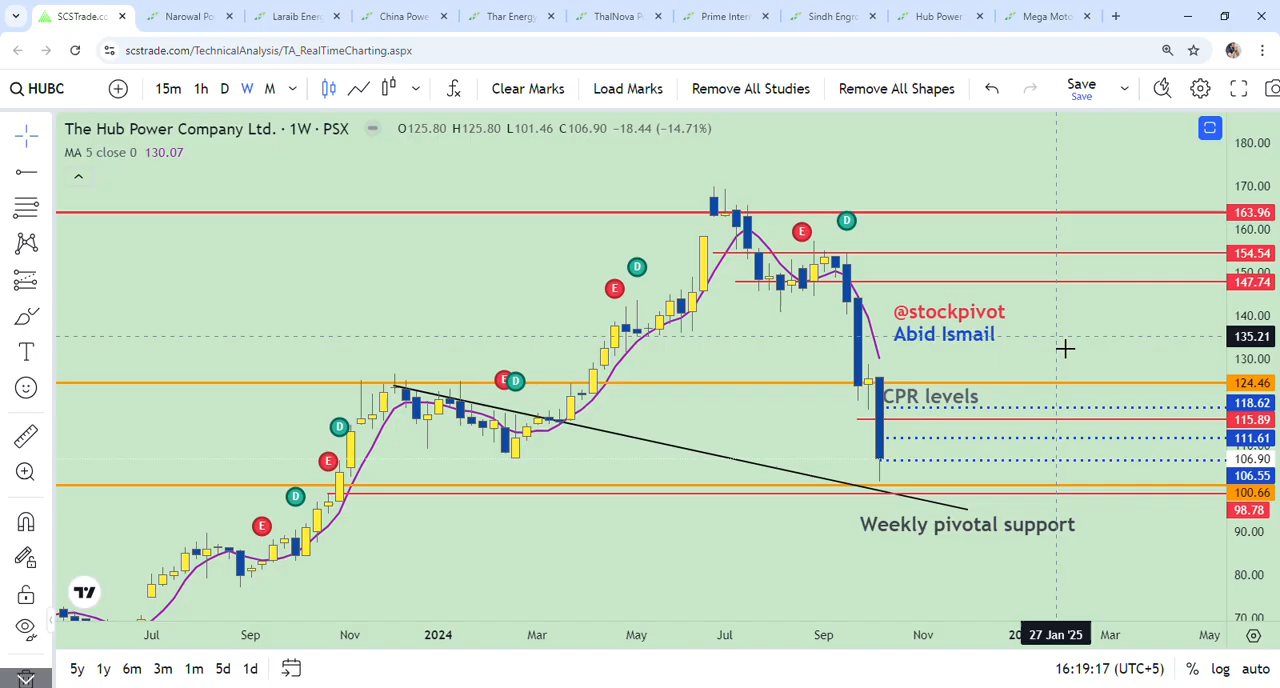 SCSTrade.co
Narowal Po
Laraib Ener
China Powe
Thar Energy
ThalNova P
Prime Inter
Sindh Engro
Hub Power
Mega Moto
scstrade.com/TechnicalAnalysis/TA_RealTimeCharting.aspx
HUBC 15m 1h D W M Clear Marks Load Marks Remove All Studies Remove All Shapes Save
Save
The Hub Power Company Ltd. · 1W · PSX O125.80 H125.80 L101.46 C106.90 −18.44 (−14.71%)
MA 5 close 0 130.07
180.00
170.00
163.96
160.00
154.54
150.00
147.74
140.00
135.21
130.00
124.46
118.62
115.89
111.61
106.90
106.55
100.66
98.78
90.00
80.00
70.00
E D
E D
E D
E D
E D
@stockpivot
Abid Ismail
CPR levels
Weekly pivotal support
Jul Sep Nov 2024 Mar May Jul Sep Nov 27 Jan '25 Mar May
5y 1y 6m 3m 1m 5d 1d 16:19:17 (UTC+5) % log auto